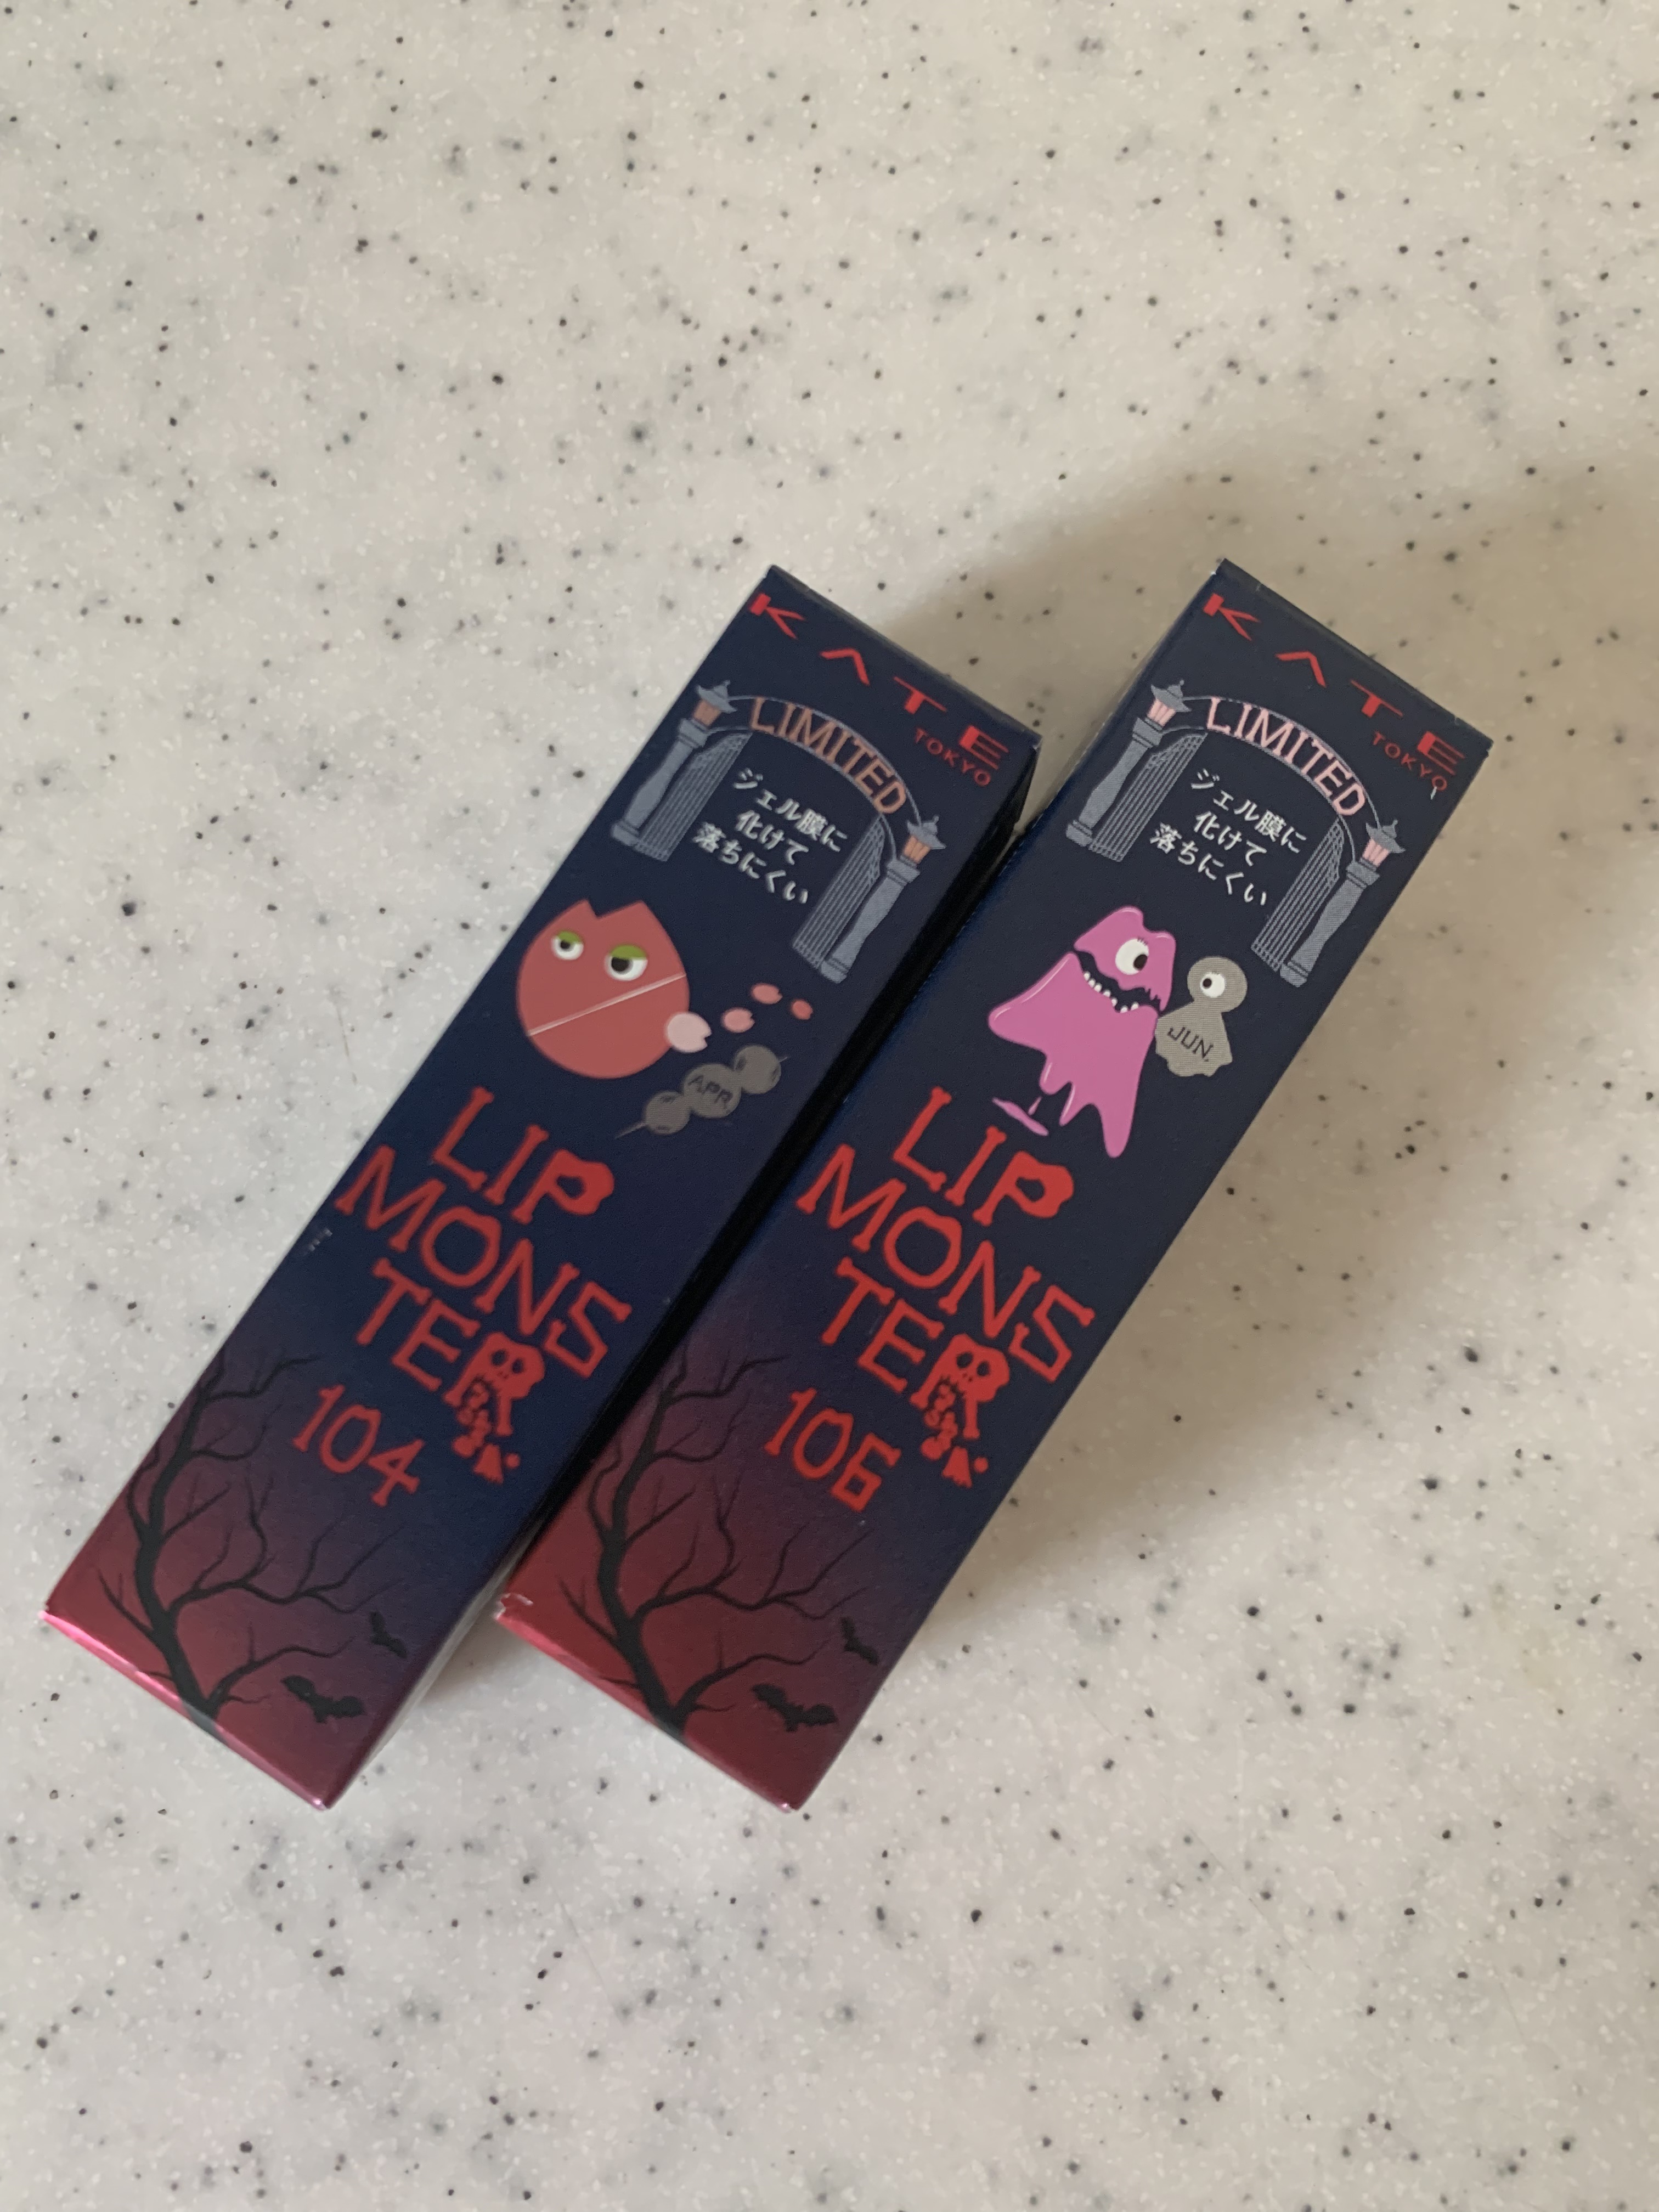 KATE
TOKYO
LIMITED
ジェル膜に
化けて
落ちにくい
APR.
LIP
MONS
TER
104
KATE
TOKYO
LIMITED
ジェル膜に
化けて
落ちにくい
JUN.
LIP
MONS
TER
106